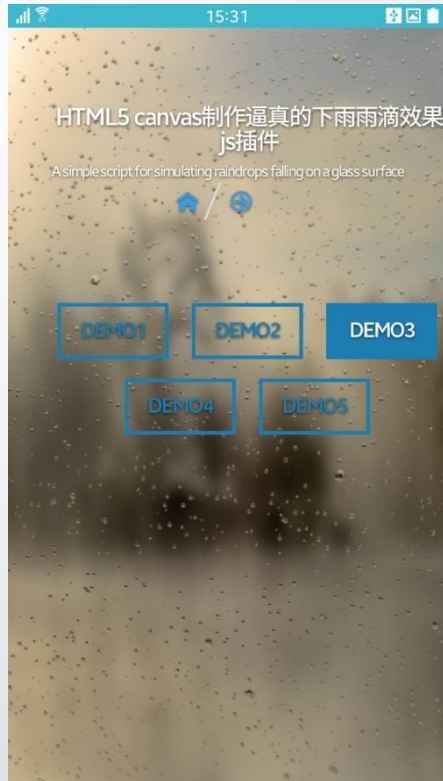 15:31
HTML5 canvas制作逼真的下雨雨滴效果
js插件
A simple script for simulating raindrops falling on a glass surface
DEMO1 DEMO2 DEMO3
DEMO4 DEMO5